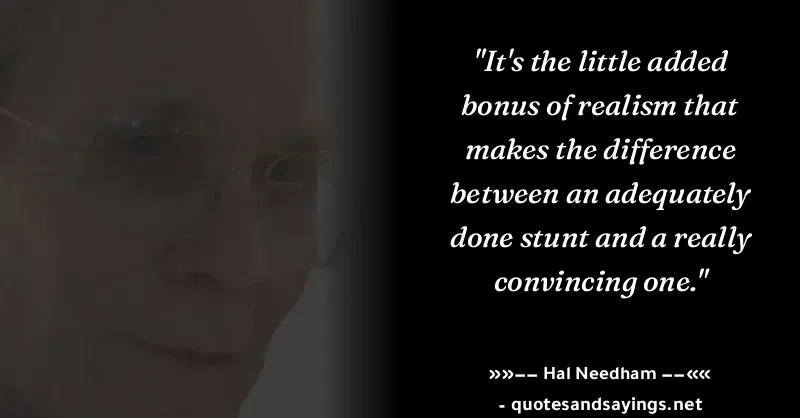 "It's the little added
bonus of realism that
makes the difference
between an adequately
done stunt and a really
convincing one."
»»–– Hal Needham ––««
- quotesandsayings.net